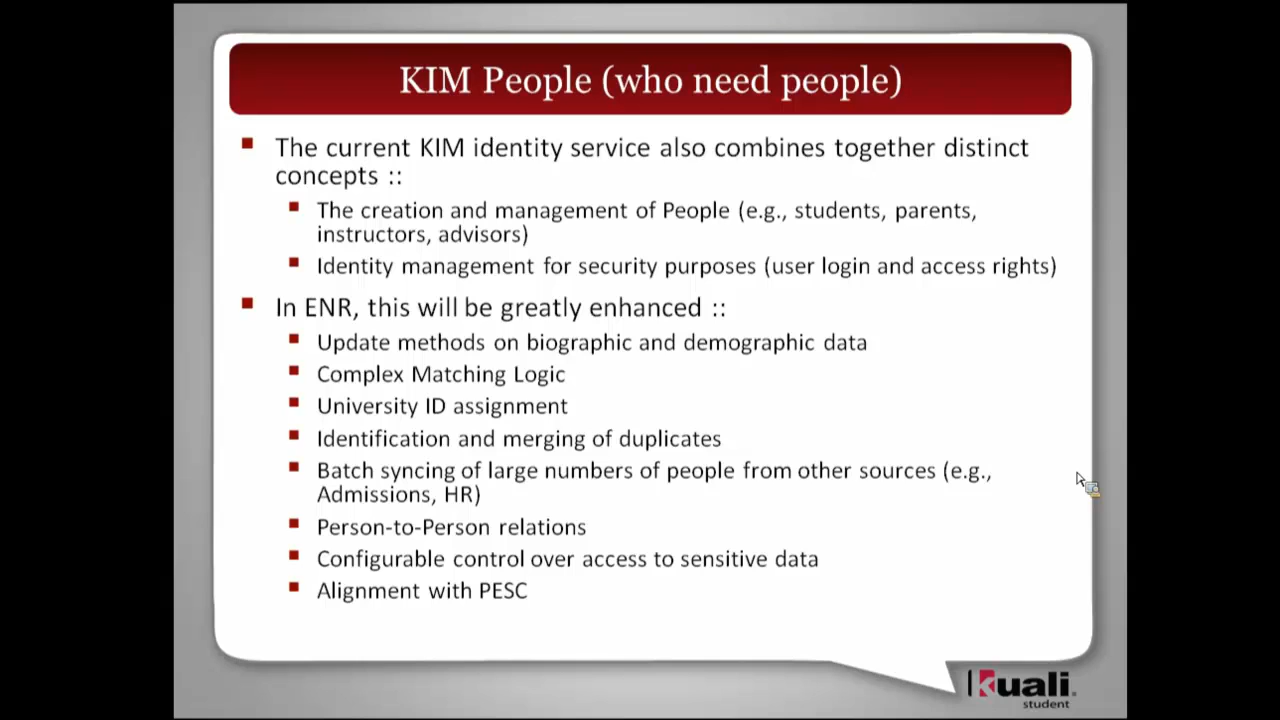 KIM People (who need people)
The current KIM identity service also combines together distinct
concepts ::
The creation and management of People (e.g., students, parents,
instructors, advisors)
Identity management for security purposes (user login and access rights)
In ENR, this will be greatly enhanced ::
Update methods on biographic and demographic data
Complex Matching Logic
University ID assignment
Identification and merging of duplicates
Batch syncing of large numbers of people from other sources (e.g.,
Admissions, HR)
Person-to-Person relations
Configurable control over access to sensitive data
Alignment with PESC
Kuali
student